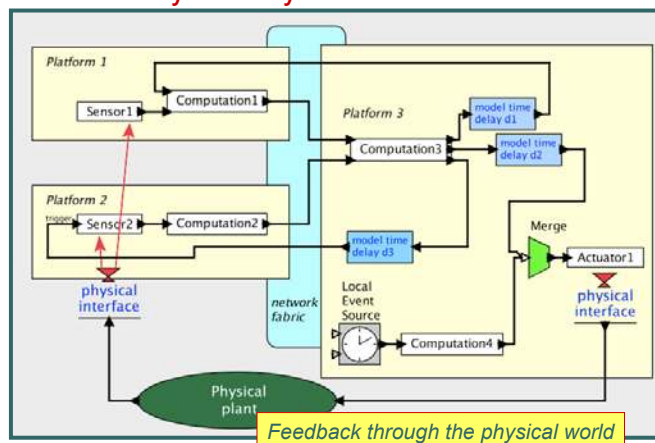 Platform 1
Computation1
Sensor1
Platform 2
trigger
Sensor2
Computation2
physical
interface
network
fabric
Platform 3
model time
delay d1
Computation3
model time
delay d2
Merge
Actuator1
model time
delay d3
physical
interface
Local
Event
Source
Computation4
Physical
plant
Feedback through the physical world